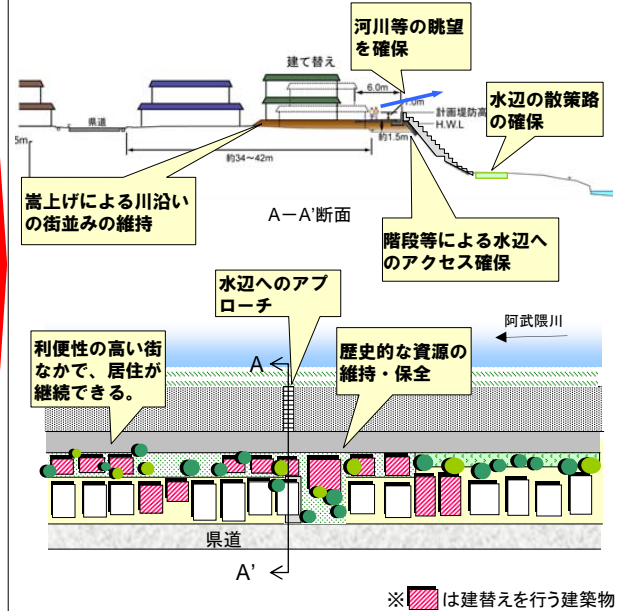 河川等の眺望
を確保
建て替え
6.0m
1.0m
計画堤防高
H.W.L
約1.5m
水辺の散策路
の確保
県道
5m
約34～42m
嵩上げによる川沿い
の街並みの維持
A－A’断面
階段等による水辺へ
のアクセス確保
水辺へのアプ
ローチ
阿武隈川
利便性の高い街
なかで、居住が
継続できる。
A
歴史的な資源の
維持・保全
県道
A’
※は建替えを行う建築物